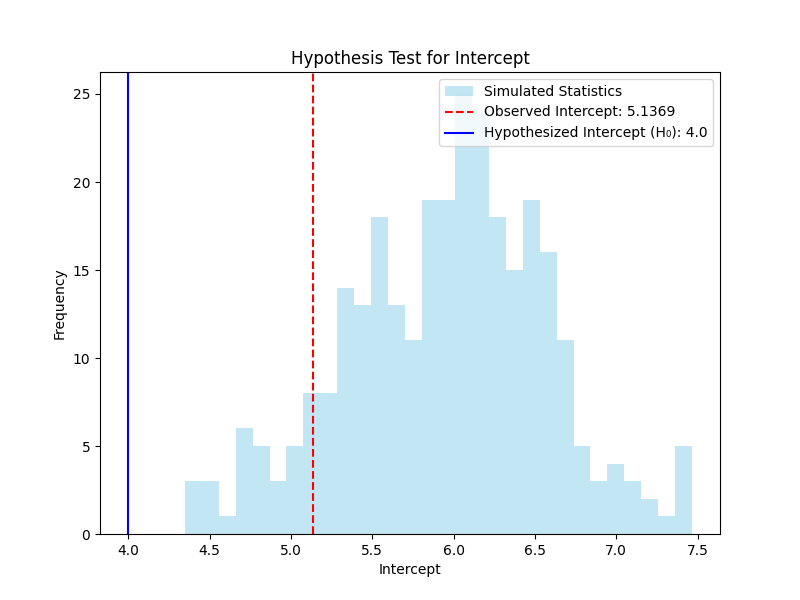 Hypothesis Test for Intercept
Simulated Statistics
Observed Intercept: 5.1369
Hypothesized Intercept (H₀): 4.0
25
20
15
10
5
0
Frequency
4.0 4.5 5.0 5.5 6.0 6.5 7.0 7.5
Intercept